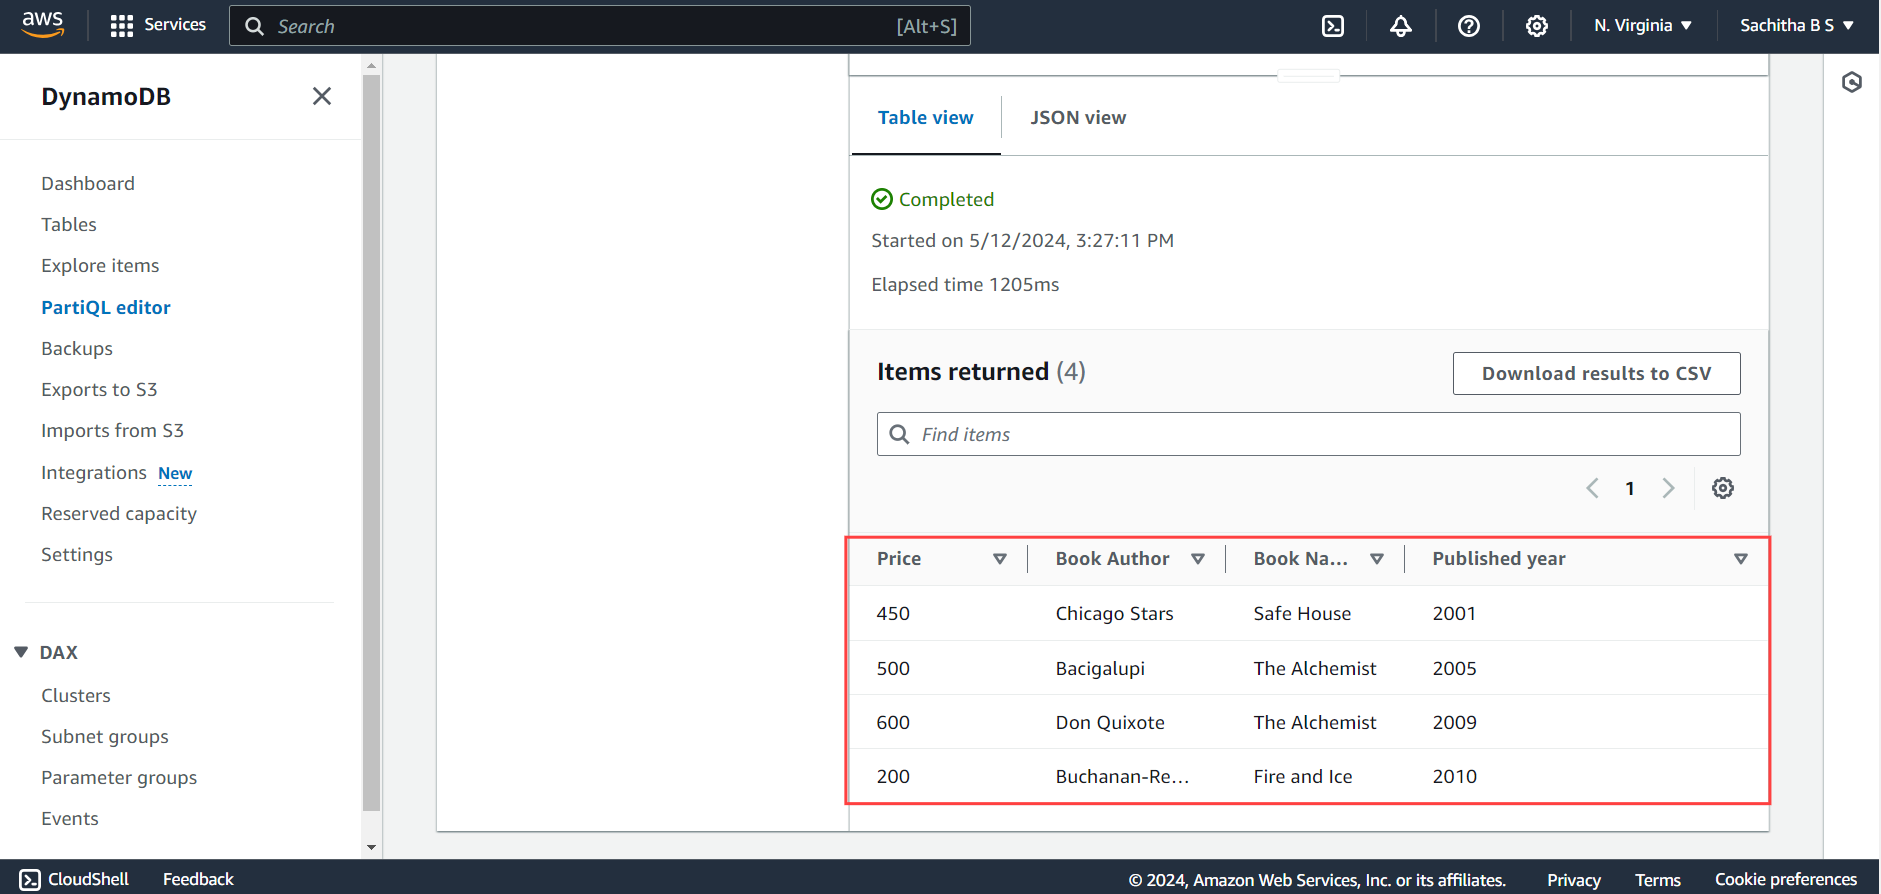 aws
Services
Search
[Alt+S]
N. Virginia
Sachitha B S
DynamoDB
Dashboard
Tables
Explore items
PartiQL editor
Backups
Exports to S3
Imports from S3
Integrations New
Reserved capacity
Settings
DAX
Clusters
Subnet groups
Parameter groups
Events
Table view
JSON view
Completed
Started on 5/12/2024, 3:27:11 PM
Elapsed time 1205ms
Items returned (4)
Download results to CSV
Find items
1
Price Book Author Book Na... Published year
450 Chicago Stars Safe House 2001
500 Bacigalupi The Alchemist 2005
600 Don Quixote The Alchemist 2009
200 Buchanan-Re... Fire and Ice 2010
CloudShell
Feedback
© 2024, Amazon Web Services, Inc. or its affiliates.
Privacy
Terms
Cookie preferences